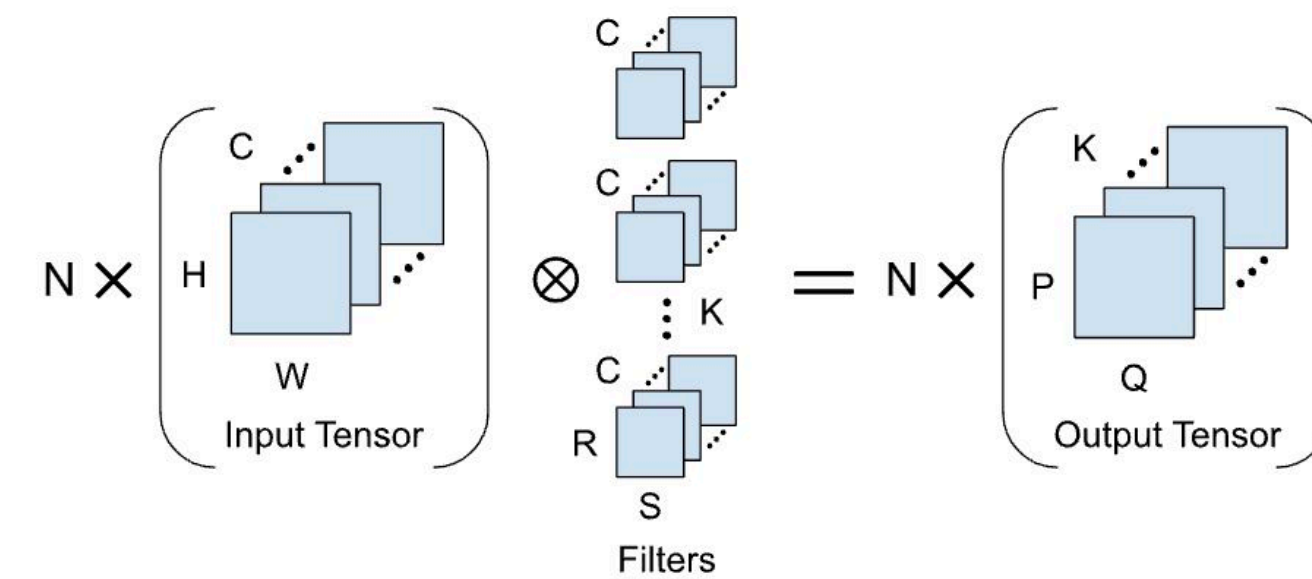 C
C
C
K
N × H
⊗
= N × P
C
K
W
Q
C
Input Tensor
R
Output Tensor
S
Filters